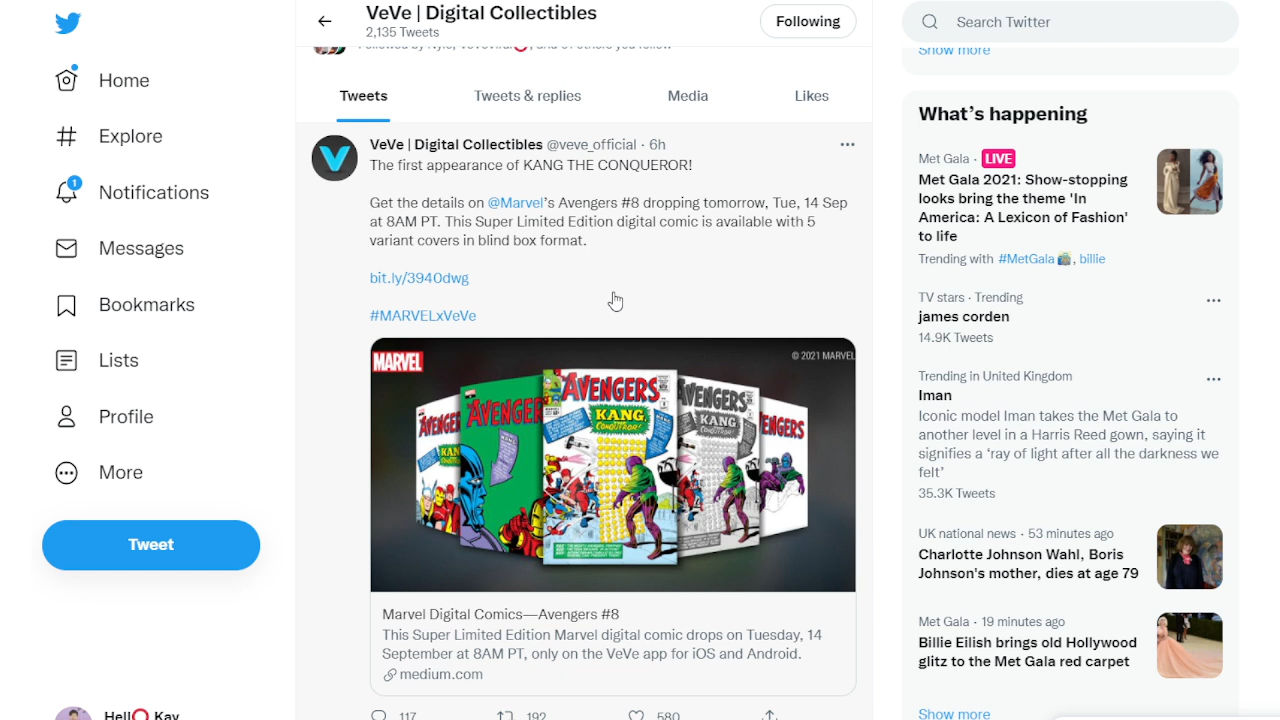 Home
Explore
Notifications
1
Messages
Bookmarks
Lists
Profile
More
Tweet
Hell Kay
VeVe | Digital Collectibles
2,135 Tweets
Following
Tweets
Tweets & replies
Media
Likes
VeVe | Digital Collectibles @veve_official · 6h
The first appearance of KANG THE CONQUEROR!
Get the details on @Marvel's Avengers #8 dropping tomorrow, Tue, 14 Sep
at 8AM PT. This Super Limited Edition digital comic is available with 5
variant covers in blind box format.
bit.ly/3940dwg
#MARVELxVeVe
MARVEL
© 2021 MARVEL
AVENGERS
KANG
CONQUEROR!
AVENGERS
KANG
CONQUEROR!
Marvel Digital Comics—Avengers #8
This Super Limited Edition Marvel digital comic drops on Tuesday, 14
September at 8AM PT, only on the VeVe app for iOS and Android.
medium.com
117
192
580
Search Twitter
Show more
What's happening
Met Gala · LIVE
Met Gala 2021: Show-stopping
looks bring the theme 'In
America: A Lexicon of Fashion'
to life
Trending with #MetGala, billie
TV stars · Trending
james corden
14.9K Tweets
Trending in United Kingdom
Iman
Iconic model Iman takes the Met Gala to
another level in a Harris Reed gown, saying it
signifies a 'ray of light after all the darkness we
felt'
35.3K Tweets
UK national news · 53 minutes ago
Charlotte Johnson Wahl, Boris
Johnson's mother, dies at age 79
Met Gala · 19 minutes ago
Billie Eilish brings old Hollywood
glitz to the Met Gala red carpet
Show more